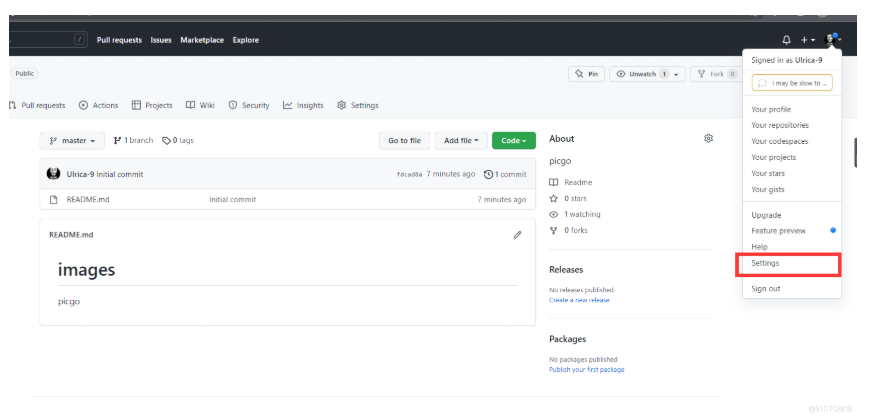 / Pull requests Issues Marketplace Explore
Signed in as Ulrica-9
Public
Pin Unwatch 1 Fork 0
I may be slow to ...
Pull requests Actions Projects Wiki Security Insights Settings
Your profile
Your repositories
Your codespaces
Your projects
Your stars
Your gists
Upgrade
Feature preview
Help
Settings
Sign out
master 1 branch 0 tags
Go to file Add file Code
About
picgo
Readme
0 stars
1 watching
0 forks
Ulrica-9 Initial commit
7 minutes ago 1 commit
README.md Initial commit 7 minutes ago
README.md
images
picgo
Releases
No releases published
Create a new release
Packages
No packages published
Publish your first package
@51CTO博客